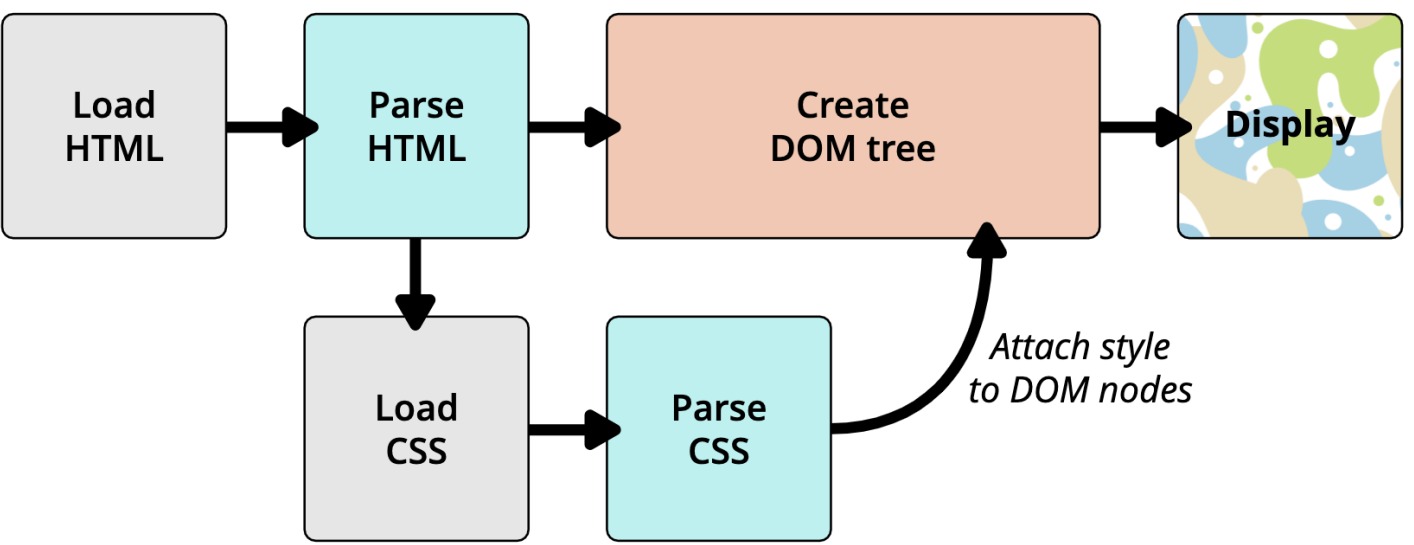 Load
HTML
Parse
HTML
Create
DOM tree
Display
Load
CSS
Parse
CSS
Attach style
to DOM nodes